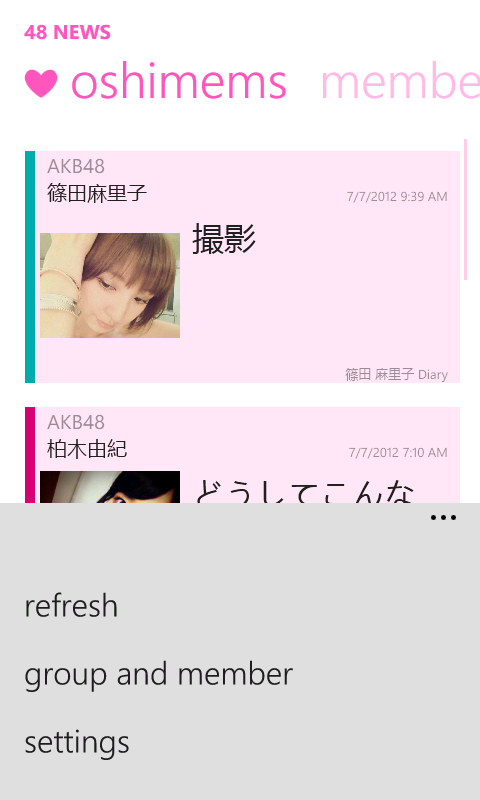 48 NEWS
oshimems membe
AKB48
篠田麻里子 7/7/2012 9:39 AM
撮影
篠田 麻里子 Diary
AKB48
柏木由紀 7/7/2012 7:10 AM
どうしてこんな
refresh
group and member
settings